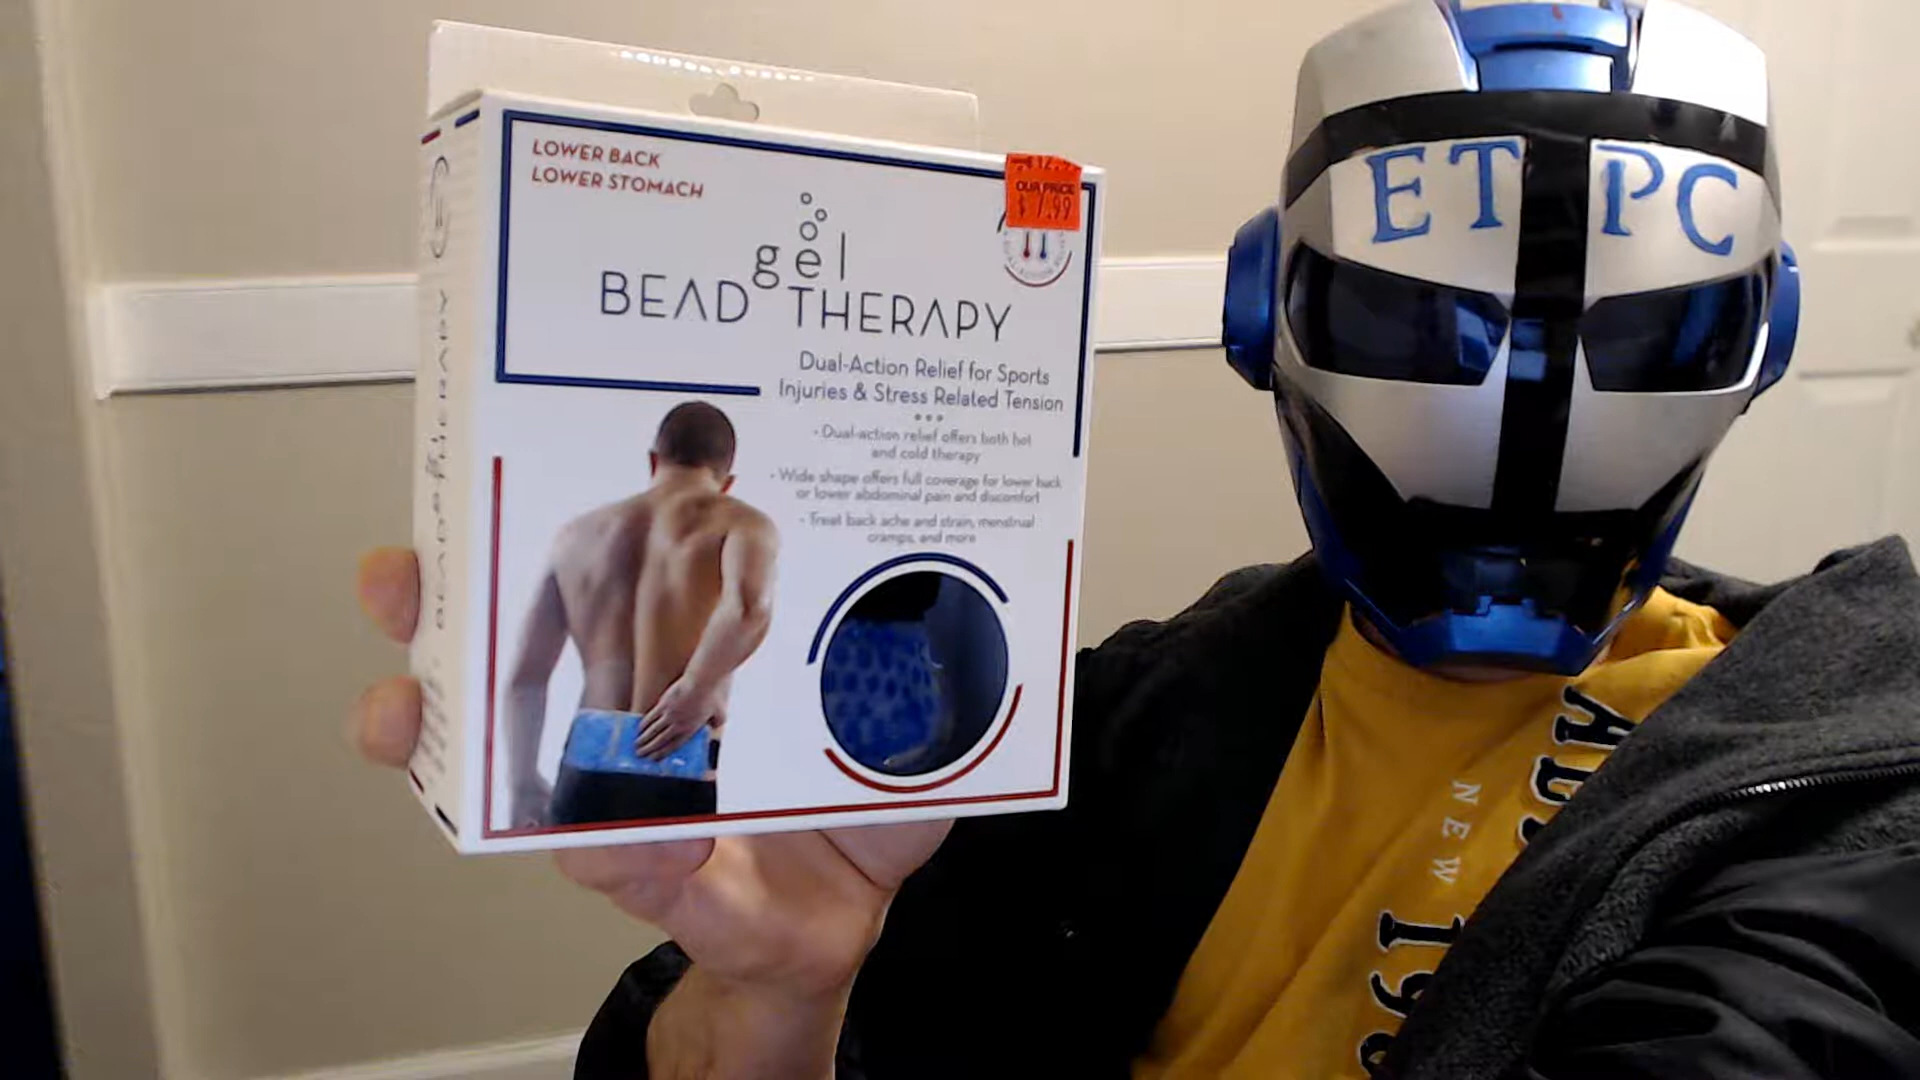 LOWER BACK
LOWER STOMACH
OUR PRICE
$7.99
gel
BEAD THERAPY
Dual-Action Relief for Sports
Injuries & Stress Related Tension
• Dual-action relief offers both hot
and cold therapy
• Wide shape offers full coverage for lower back
or lower abdominal pain and discomfort
• Treat back ache and strain, menstrual
cramps, and more
ET PC
NEW